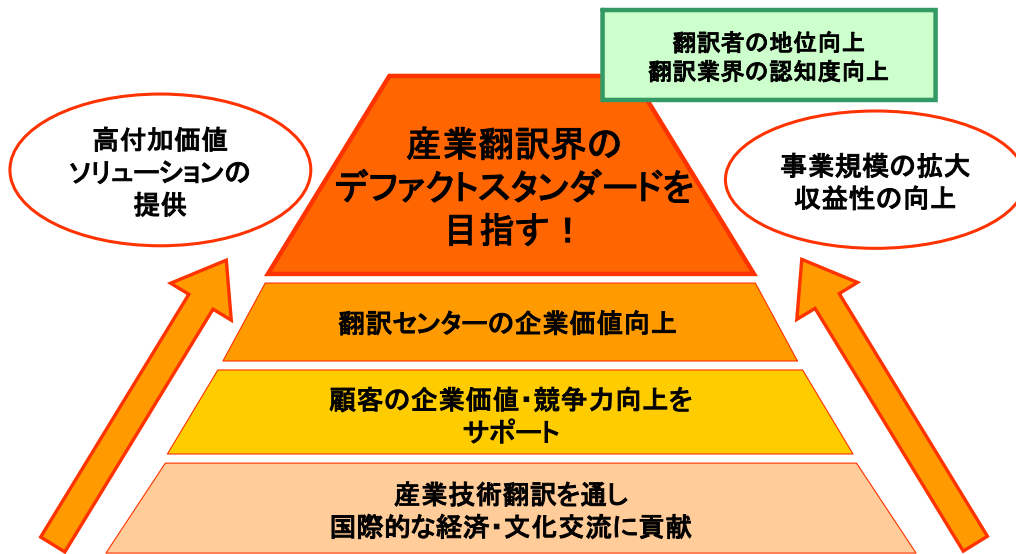 翻訳者の地位向上
翻訳業界の認知度向上
高付加価値
ソリューションの
提供
産業翻訳界の
デファクトスタンダードを
目指す！
事業規模の拡大
収益性の向上
翻訳センターの企業価値向上
顧客の企業価値・競争力向上を
サポート
産業技術翻訳を通し
国際的な経済・文化交流に貢献